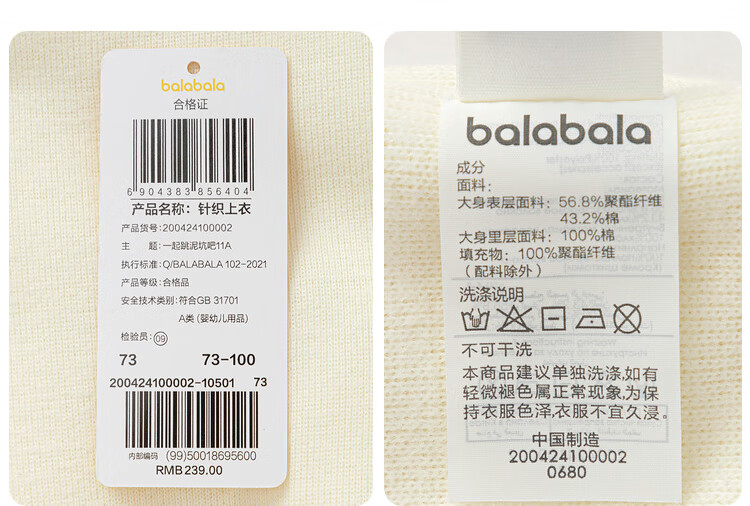 balabala
合格证
6904383856404
产品名称：针织上衣
产品货号：200424100002
主 题：一起跳泥坑吧11A
执行标准：Q/BALABALA 102-2021
产品等级：合格品
安全技术类别：符合GB 31701
A类 (婴幼儿用品)
检验员：09
73 73-100
200424100002-10501 73
内部编码 (99)50018695600
RMB239.00
balabala
成分
面料：
大身表层面料：56.8%聚酯纤维
43.2%棉
大身里层面料：100%棉
填充物：100%聚酯纤维
（配料除外）
洗涤说明
不可干洗
本商品建议单独洗涤,如有
轻微褪色属正常现象,为保
持衣服色泽,衣服不宜久浸。
中国制造
200424100002
0680